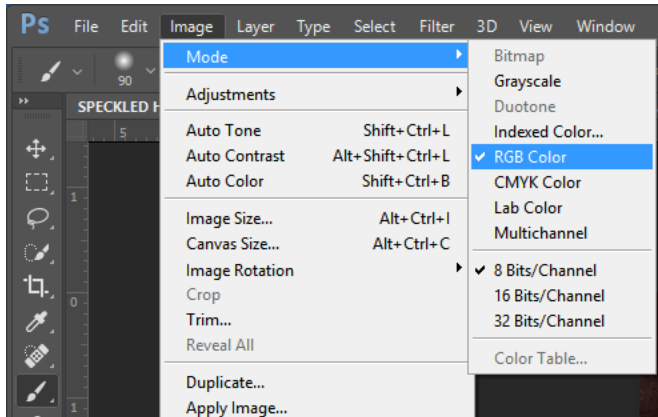 Ps File Edit Image Layer Type Select Filter 3D View Window
90
SPECKLED H
5
1
0
1
Mode
Adjustments
Auto Tone Shift+Ctrl+L
Auto Contrast Alt+Shift+Ctrl+L
Auto Color Shift+Ctrl+B
Image Size... Alt+Ctrl+I
Canvas Size... Alt+Ctrl+C
Image Rotation
Crop
Trim...
Reveal All
Duplicate...
Apply Image...
Bitmap
Grayscale
Duotone
Indexed Color...
RGB Color
CMYK Color
Lab Color
Multichannel
8 Bits/Channel
16 Bits/Channel
32 Bits/Channel
Color Table...